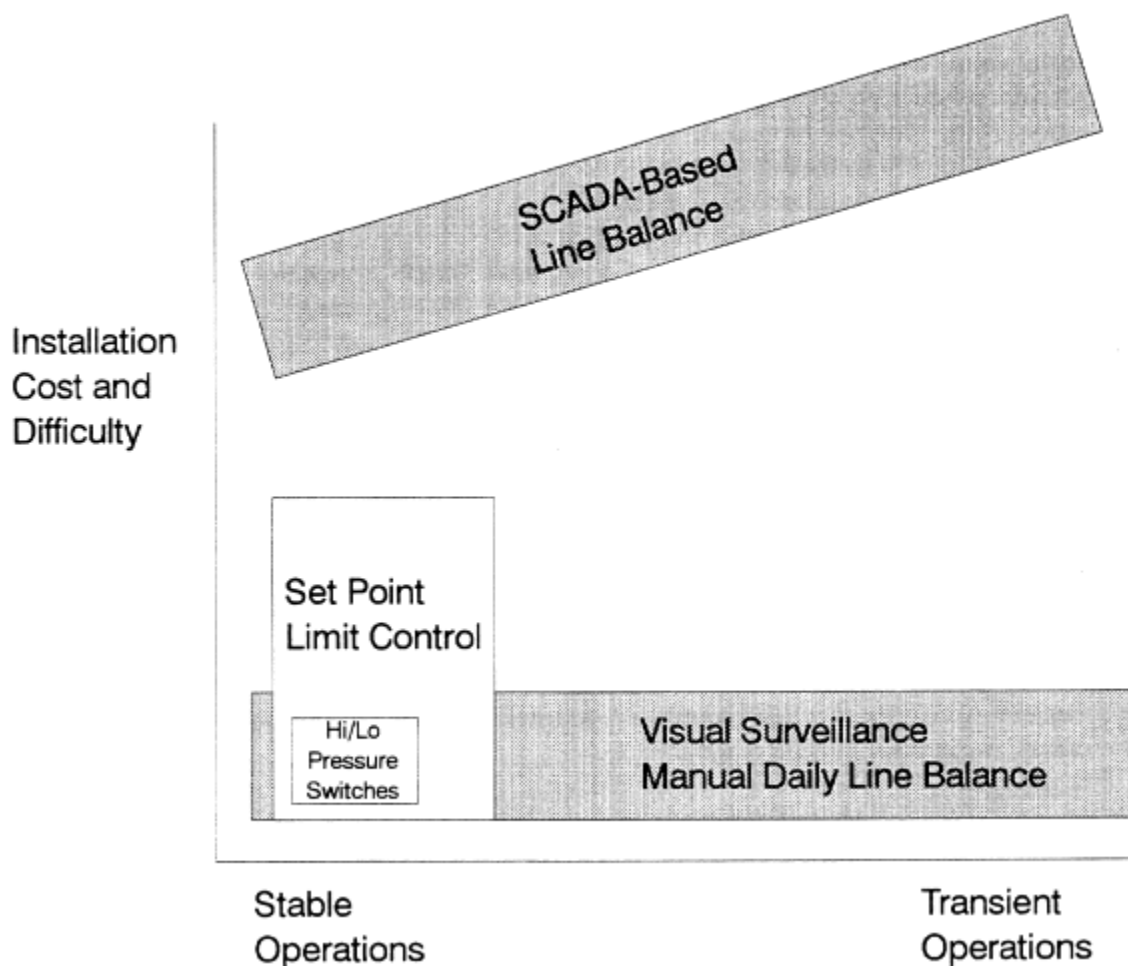 SCADA-Based
Line Balance
Installation
Cost and
Difficulty
Set Point
Limit Control
Hi/Lo
Pressure
Switches
Visual Surveillance
Manual Daily Line Balance
Stable
Operations
Transient
Operations